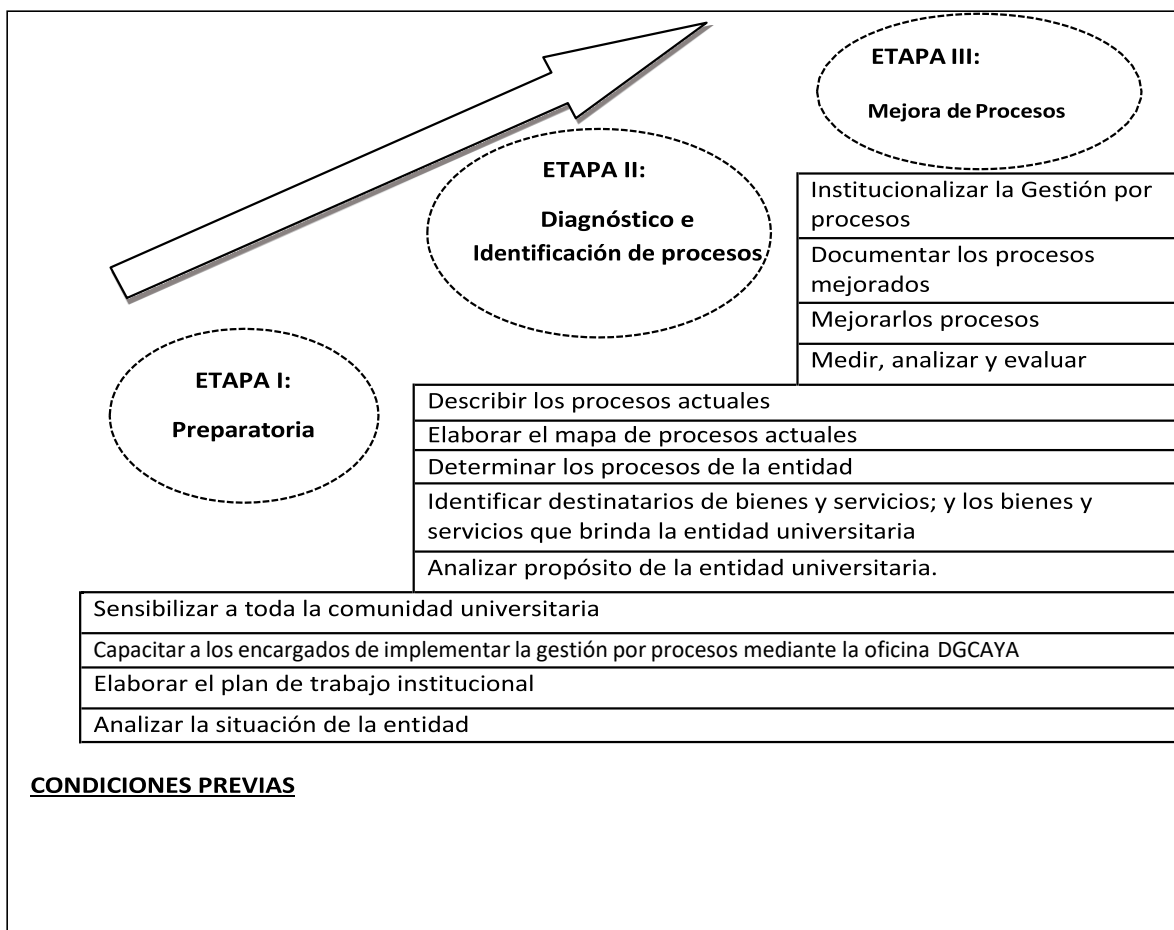 ETAPA III:
Mejora de Procesos
ETAPA II:
Diagnóstico e
Identificación de procesos
Institucionalizar la Gestión por
procesos
Documentar los procesos
mejorados
Mejorarlos procesos
Medir, analizar y evaluar
ETAPA I:
Preparatoria
Describir los procesos actuales
Elaborar el mapa de procesos actuales
Determinar los procesos de la entidad
Identificar destinatarios de bienes y servicios; y los bienes y
servicios que brinda la entidad universitaria
Analizar propósito de la entidad universitaria.
Sensibilizar a toda la comunidad universitaria
Capacitar a los encargados de implementar la gestión por procesos mediante la oficina DGCAYA
Elaborar el plan de trabajo institucional
Analizar la situación de la entidad
CONDICIONES PREVIAS